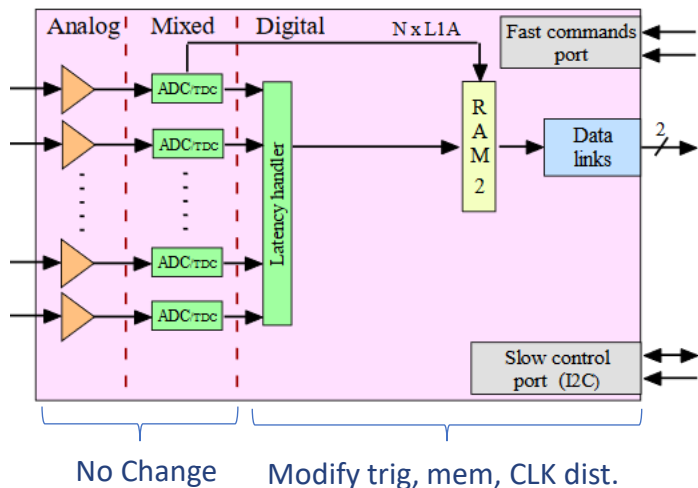 Analog Mixed Digital N x L1A
Fast commands
port
ADC/TDC
ADC/TDC
ADC/TDC
ADC/TDC
Latency handler
R
A
M
2
Data
links
2
Slow control
port (I2C)
No Change Modify trig, mem, CLK dist.